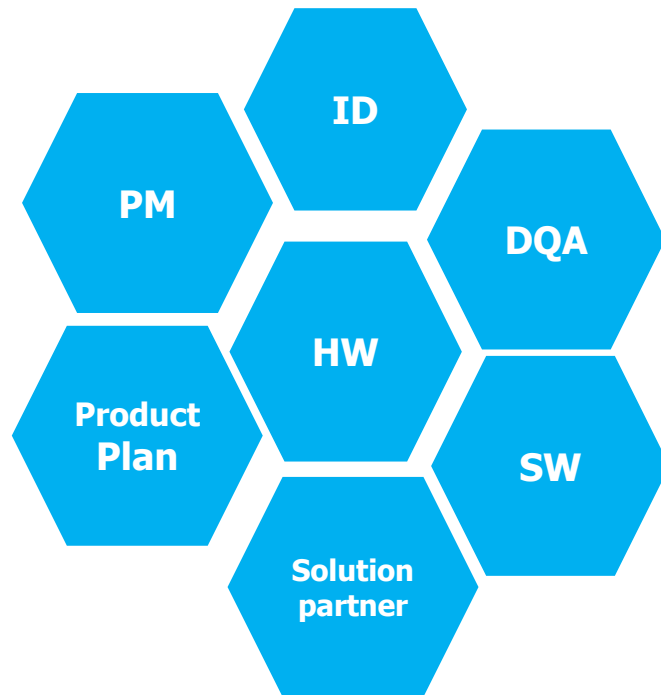 ID
PM
DQA
HW
Product
Plan
SW
Solution
partner